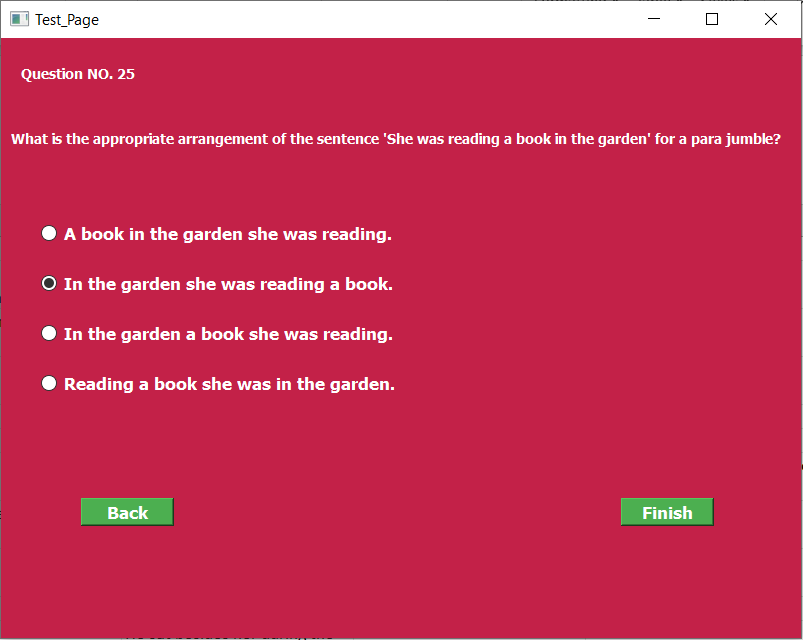 Test_Page
Question NO. 25
What is the appropriate arrangement of the sentence 'She was reading a book in the garden' for a para jumble?
A book in the garden she was reading.
In the garden she was reading a book.
In the garden a book she was reading.
Reading a book she was in the garden.
Back
Finish